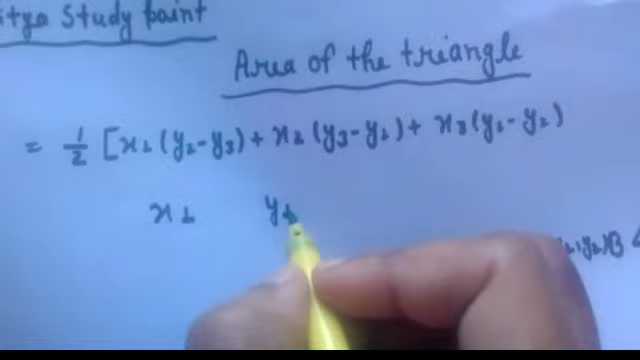 Study point
Area of the triangle
= 1/2 [x₁(y₂-y₃) + x₂(y₃-y₁) + x₃(y₁-y₂)
x₁ y₁
y₂)B